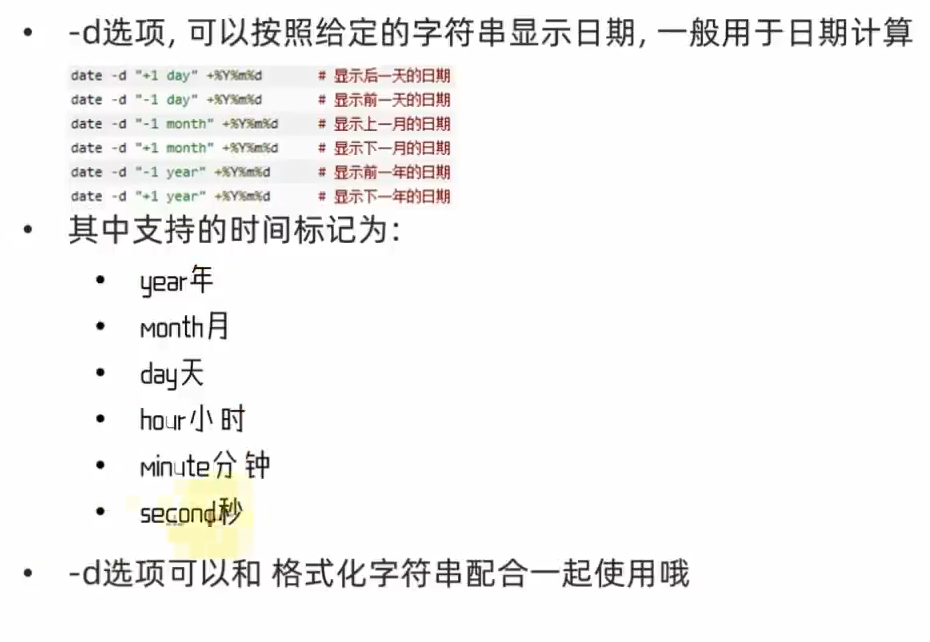 -d选项, 可以按照给定的字符串显示日期, 一般用于日期计算
date -d "+1 day" +%Y%m%d # 显示后一天的日期
date -d "-1 day" +%Y%m%d # 显示前一天的日期
date -d "-1 month" +%Y%m%d # 显示上一月的日期
date -d "+1 month" +%Y%m%d # 显示下一月的日期
date -d "-1 year" +%Y%m%d # 显示前一年的日期
date -d "+1 year" +%Y%m%d # 显示下一年的日期
其中支持的时间标记为:
year年
month月
day天
hour小时
minute分钟
second秒
-d选项可以和 格式化字符串配合一起使用哦